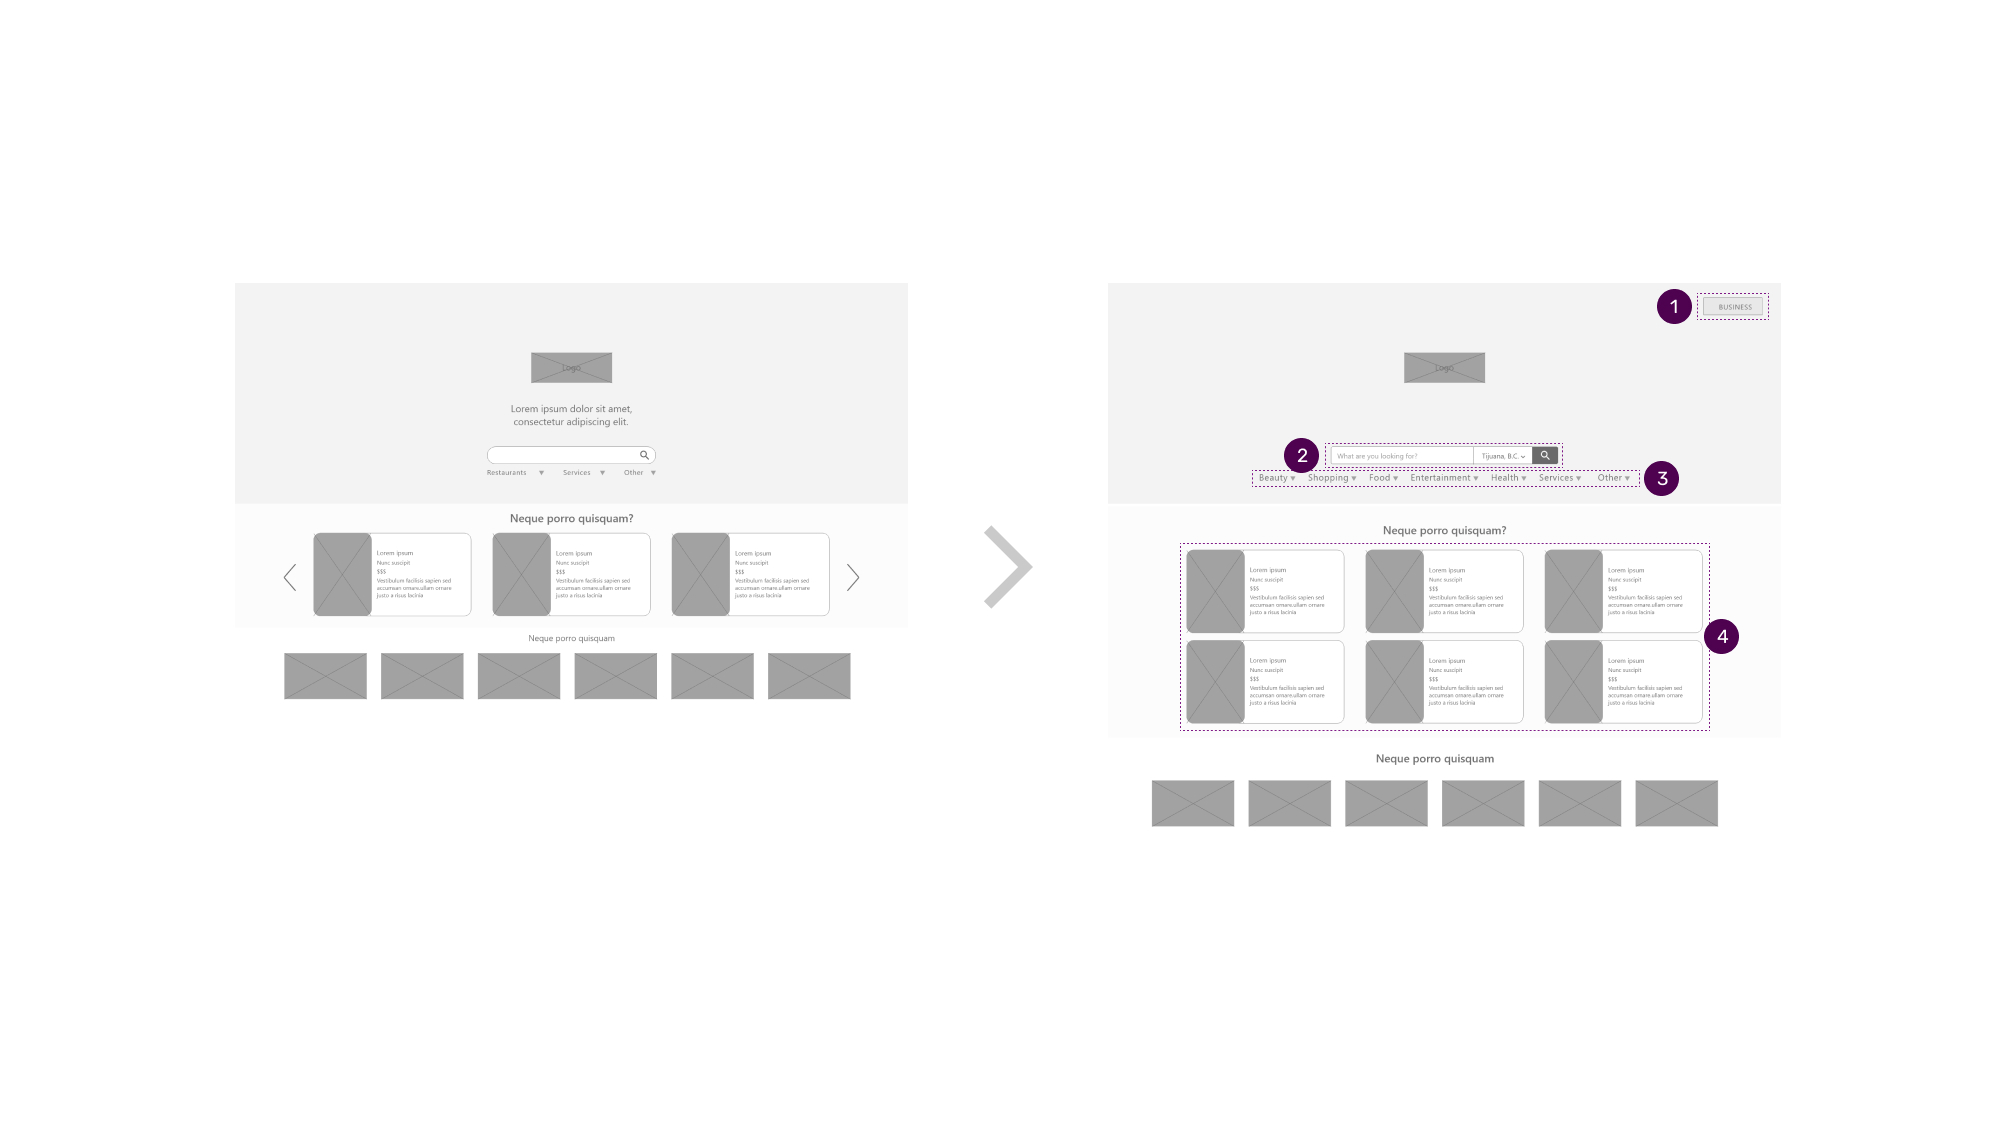 Logo
Lorem ipsum dolor sit amet,
consectetur adipiscing elit.
Restaurants Services Other
Neque porro quisquam?
Lorem ipsum
Nunc suscipit
$$$
Vestibulum facilisis sapien sed
accumsan ornare.ullam ornare
justo a risus lacinia
Lorem ipsum
Nunc suscipit
$$$
Vestibulum facilisis sapien sed
accumsan ornare.ullam ornare
justo a risus lacinia
Lorem ipsum
Nunc suscipit
$$$
Vestibulum facilisis sapien sed
accumsan ornare.ullam ornare
justo a risus lacinia
Neque porro quisquam
1
BUSINESS
Logo
2
What are you looking for? Tijuana, B.C.
Beauty Shopping Food Entertainment Health Services Other
3
Neque porro quisquam?
Lorem ipsum
Nunc suscipit
$$$
Vestibulum facilisis sapien sed
accumsan ornare.ullam ornare
justo a risus lacinia
Lorem ipsum
Nunc suscipit
$$$
Vestibulum facilisis sapien sed
accumsan ornare.ullam ornare
justo a risus lacinia
Lorem ipsum
Nunc suscipit
$$$
Vestibulum facilisis sapien sed
accumsan ornare.ullam ornare
justo a risus lacinia
4
Lorem ipsum
Nunc suscipit
$$$
Vestibulum facilisis sapien sed
accumsan ornare.ullam ornare
justo a risus lacinia
Lorem ipsum
Nunc suscipit
$$$
Vestibulum facilisis sapien sed
accumsan ornare.ullam ornare
justo a risus lacinia
Lorem ipsum
Nunc suscipit
$$$
Vestibulum facilisis sapien sed
accumsan ornare.ullam ornare
justo a risus lacinia
Neque porro quisquam